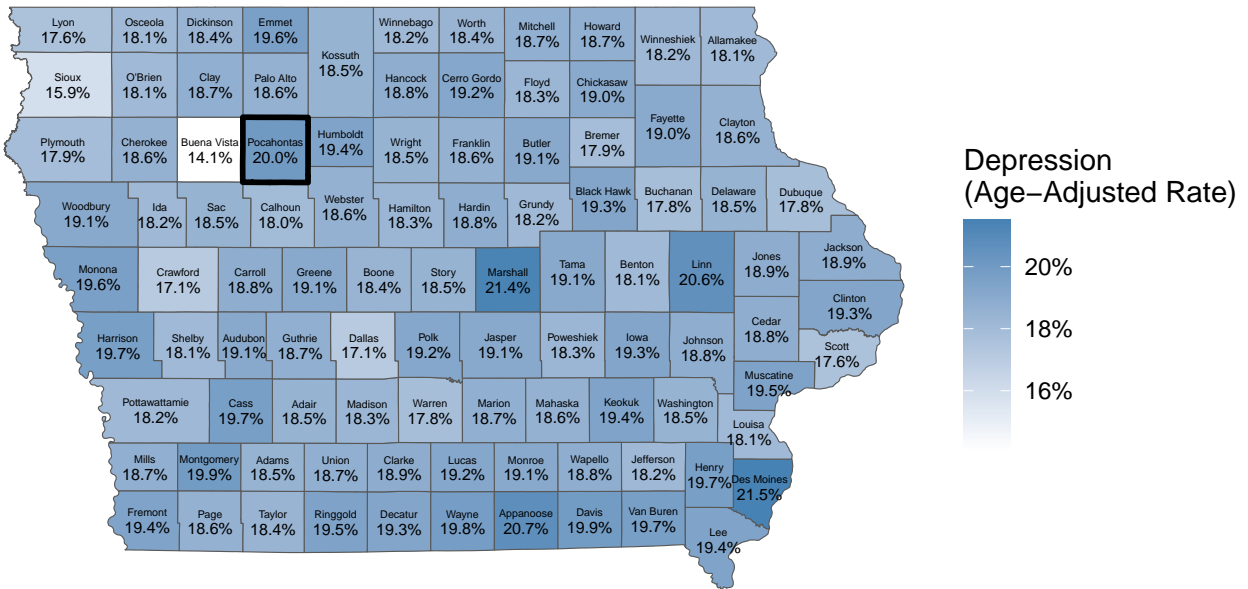 Lyon
17.6%
Osceola
18.1%
Dickinson
18.4%
Emmet
19.6%
Kossuth
18.5%
Winnebago
18.2%
Worth
18.4%
Mitchell
18.7%
Howard
18.7%
Winneshiek
18.2%
Allamakee
18.1%
Sioux
15.9%
O'Brien
18.1%
Clay
18.7%
Palo Alto
18.6%
Hancock
18.8%
Cerro Gordo
19.2%
Floyd
18.3%
Chickasaw
19.0%
Fayette
19.0%
Clayton
18.6%
Plymouth
17.9%
Cherokee
18.6%
Buena Vista
14.1%
Pocahontas
20.0%
Humboldt
19.4%
Wright
18.5%
Franklin
18.6%
Butler
19.1%
Bremer
17.9%
Woodbury
19.1%
Ida
18.2%
Sac
18.5%
Calhoun
18.0%
Webster
18.6%
Hamilton
18.3%
Hardin
18.8%
Grundy
18.2%
Black Hawk
19.3%
Buchanan
17.8%
Delaware
18.5%
Dubuque
17.8%
Monona
19.6%
Crawford
17.1%
Carroll
18.8%
Greene
19.1%
Boone
18.4%
Story
18.5%
Marshall
21.4%
Tama
19.1%
Benton
18.1%
Linn
20.6%
Jones
18.9%
Jackson
18.9%
Clinton
19.3%
Harrison
19.7%
Shelby
18.1%
Audubon
19.1%
Guthrie
18.7%
Dallas
17.1%
Polk
19.2%
Jasper
19.1%
Poweshiek
18.3%
Iowa
19.3%
Johnson
18.8%
Cedar
18.8%
Scott
17.6%
Muscatine
19.5%
Pottawattamie
18.2%
Cass
19.7%
Adair
18.5%
Madison
18.3%
Warren
17.8%
Marion
18.7%
Mahaska
18.6%
Keokuk
19.4%
Washington
18.5%
Louisa
18.1%
Mills
18.7%
Montgomery
19.9%
Adams
18.5%
Union
18.7%
Clarke
18.9%
Lucas
19.2%
Monroe
19.1%
Wapello
18.8%
Jefferson
18.2%
Henry
19.7%
Des Moines
21.5%
Fremont
19.4%
Page
18.6%
Taylor
18.4%
Ringgold
19.5%
Decatur
19.3%
Wayne
19.8%
Appanoose
20.7%
Davis
19.9%
Van Buren
19.7%
Lee
19.4%
Depression
(Age−Adjusted Rate)
20%
18%
16%